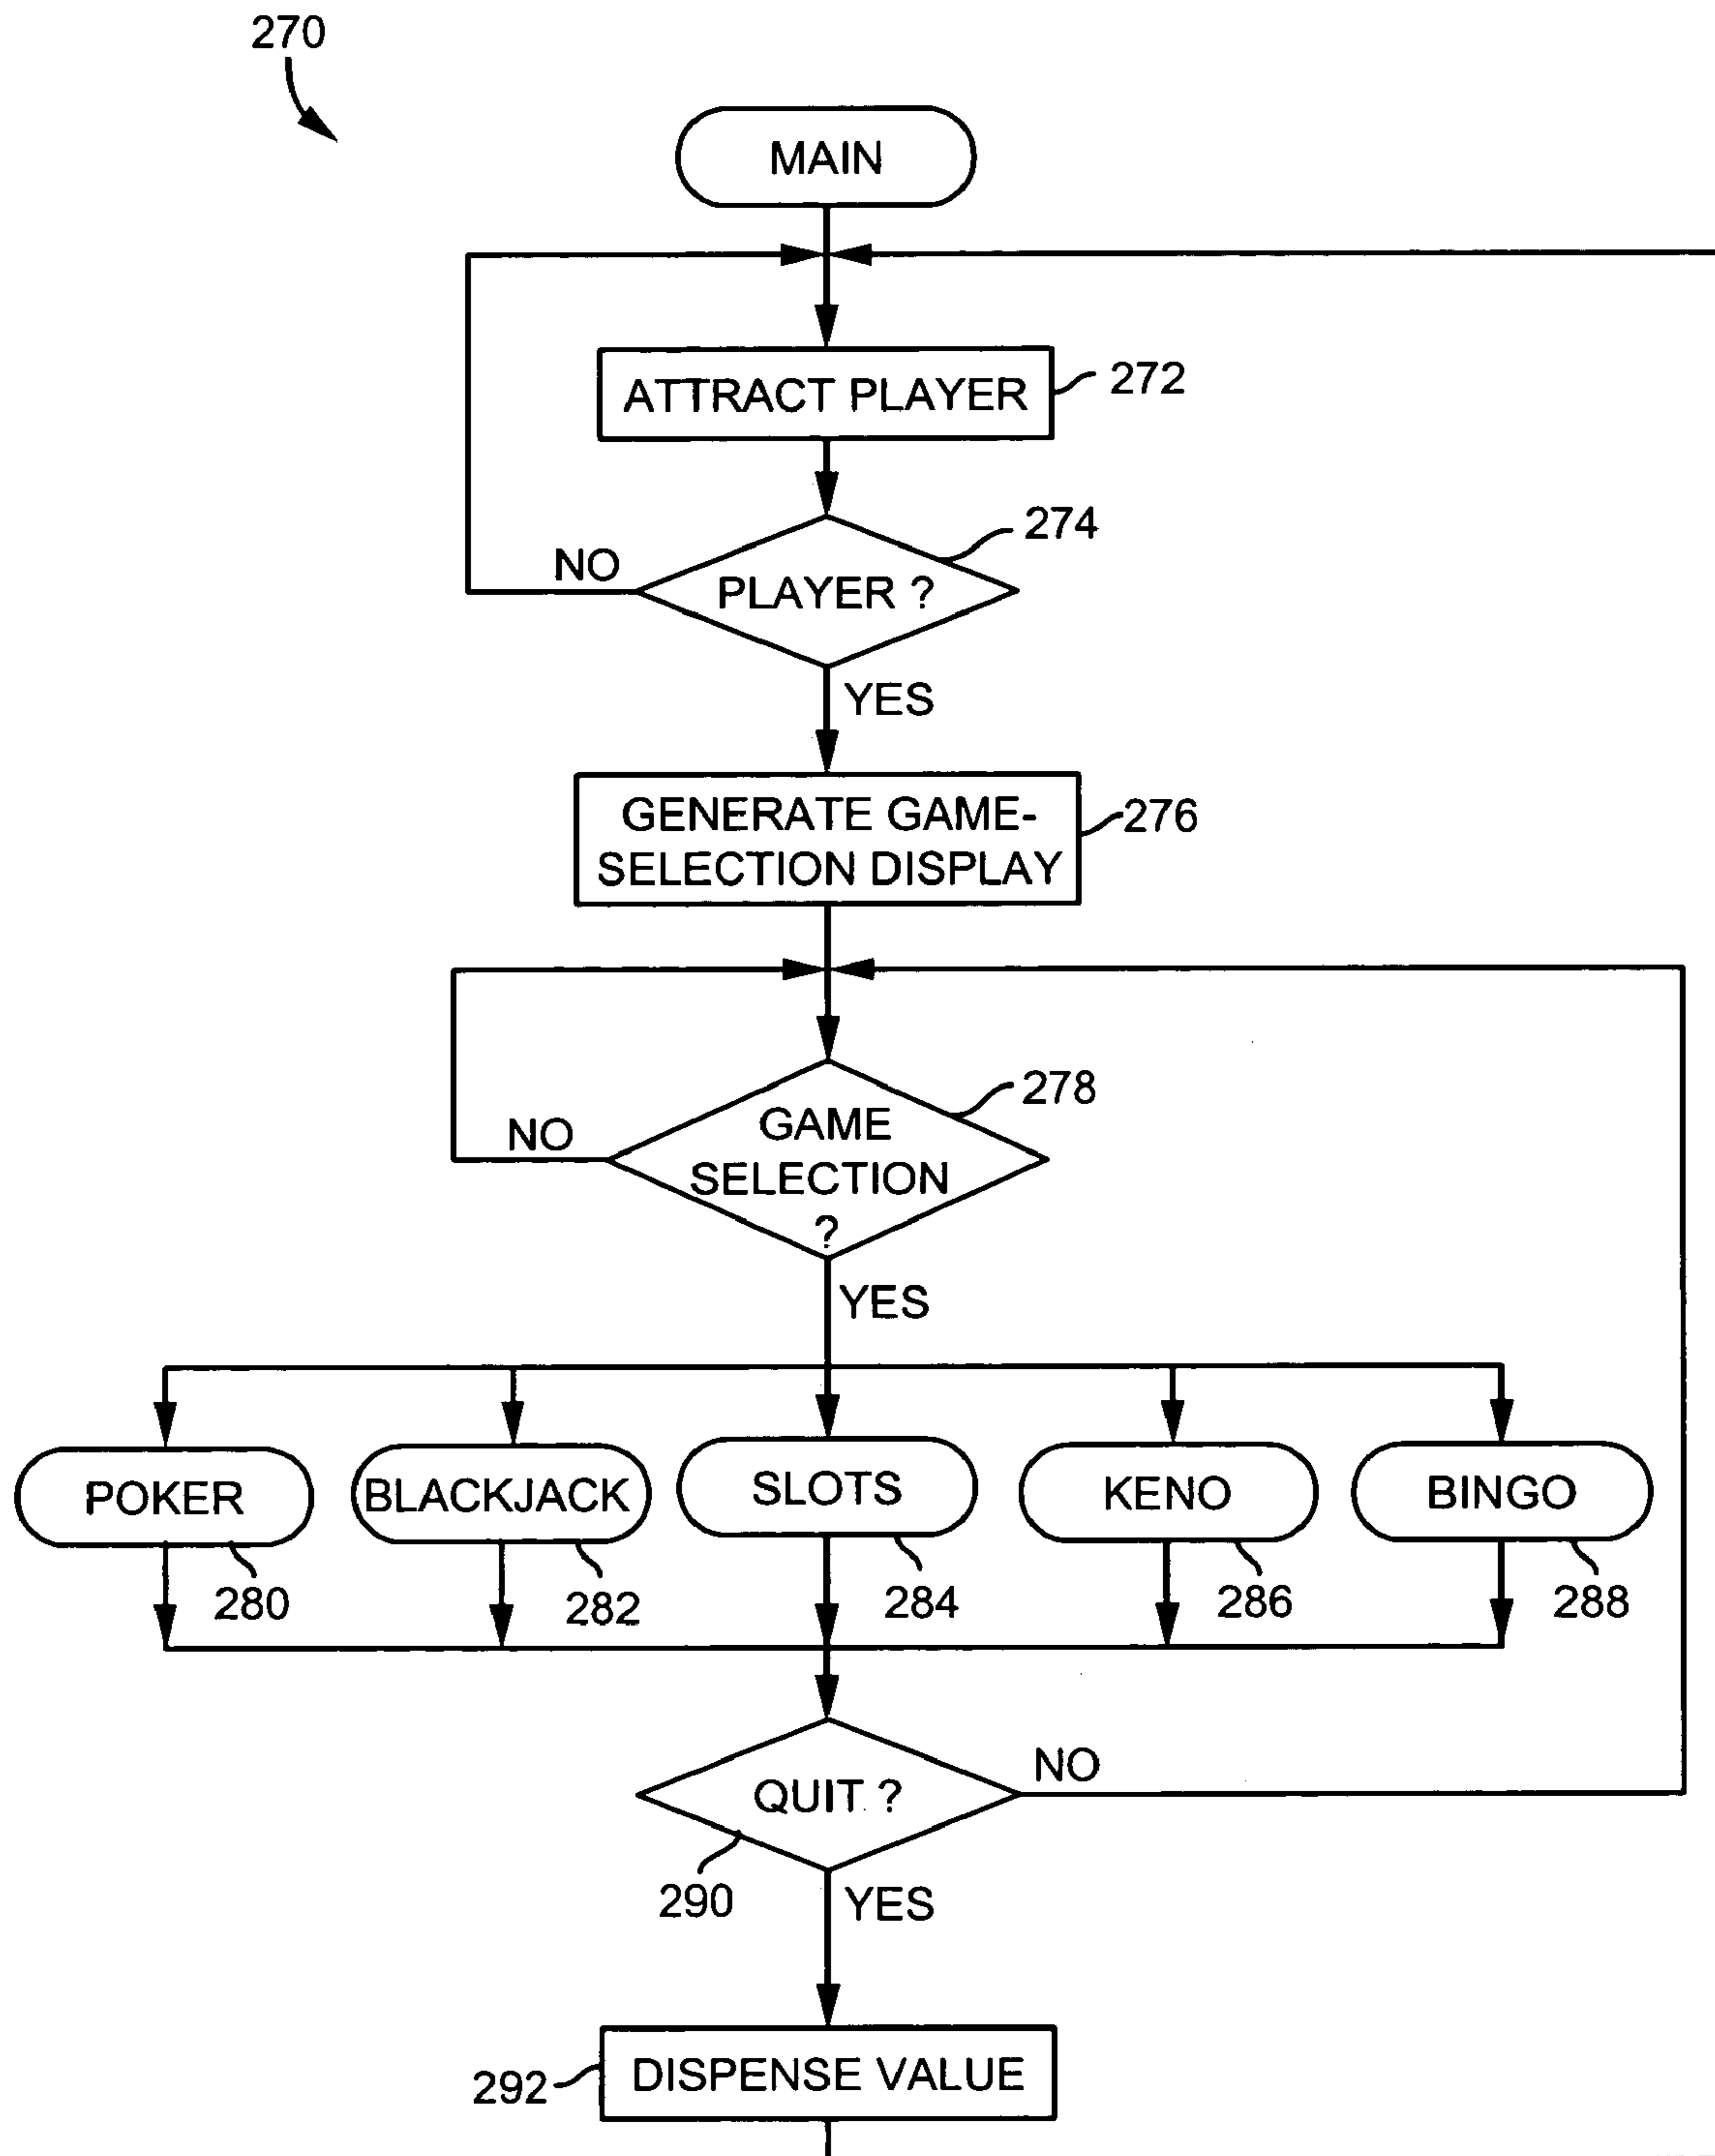 270
MAIN
ATTRACT PLAYER
272
274
NO
PLAYER ?
YES
GENERATE GAME-
SELECTION DISPLAY
276
278
NO
GAME
SELECTION
?
YES
POKER
BLACKJACK
SLOTS
KENO
BINGO
280
282
284
286
288
QUIT ?
NO
290
YES
292
DISPENSE VALUE